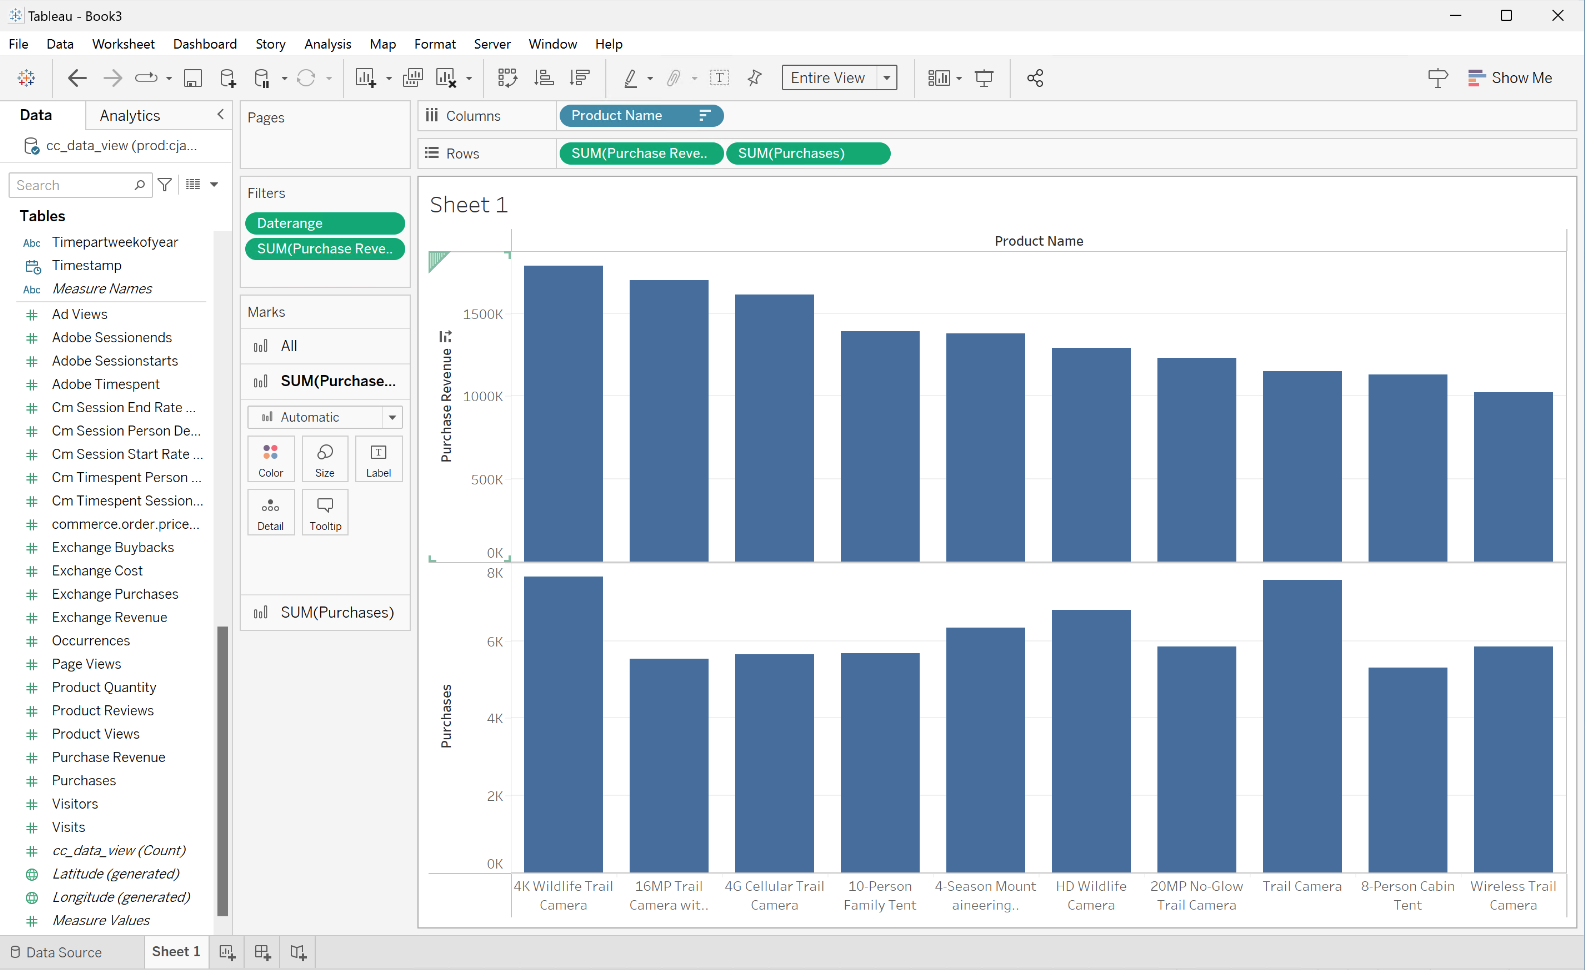 Tableau - Book3
File Data Worksheet Dashboard Story Analysis Map Format Server Window Help
Entire View
Show Me
Data Analytics
cc_data_view (prod:cja...
Search
Tables
Abc Timepartweekofyear
Timestamp
Abc Measure Names
Ad Views
Adobe Sessionends
Adobe Sessionstarts
Adobe Timespent
Cm Session End Rate ...
Cm Session Person De...
Cm Session Start Rate ...
Cm Timespent Person ...
Cm Timespent Session...
commerce.order.price...
Exchange Buybacks
Exchange Cost
Exchange Purchases
Exchange Revenue
Occurrences
Page Views
Product Quantity
Product Reviews
Product Views
Purchase Revenue
Purchases
Visitors
Visits
cc_data_view (Count)
Latitude (generated)
Longitude (generated)
Measure Values
Pages
Filters
Daterange
SUM(Purchase Reve..
Marks
All
SUM(Purchase...
Automatic
Color Size Label
Detail Tooltip
SUM(Purchases)
Columns Product Name
Rows SUM(Purchase Reve.. SUM(Purchases)
Sheet 1
Product Name
Purchase Revenue
1500K
1000K
500K
0K
Purchases
8K
6K
4K
2K
0K
4K Wildlife Trail
Camera
16MP Trail
Camera wit..
4G Cellular Trail
Camera
10-Person
Family Tent
4-Season Mount
aineering..
HD Wildlife
Camera
20MP No-Glow
Trail Camera
Trail Camera
8-Person Cabin
Tent
Wireless Trail
Camera
Data Source Sheet 1